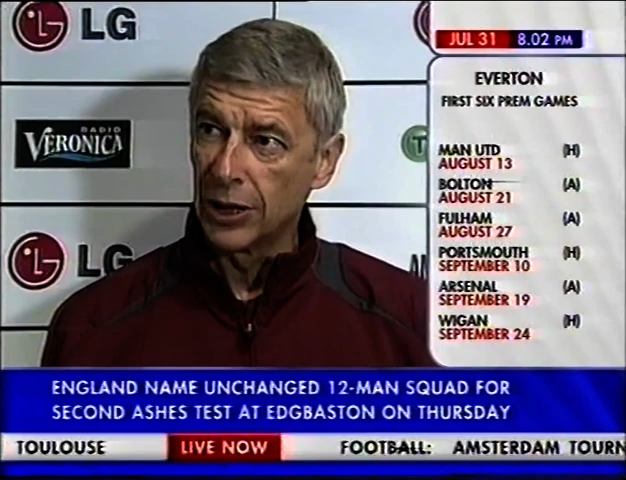 LG
JUL 31 8.02 PM
EVERTON
FIRST SIX PREM GAMES
MAN UTD (H)
AUGUST 13
BOLTON (A)
AUGUST 21
FULHAM (A)
AUGUST 27
PORTSMOUTH (H)
SEPTEMBER 10
ARSENAL (A)
SEPTEMBER 19
WIGAN (H)
SEPTEMBER 24
RADIO
VERONICA
LG
ENGLAND NAME UNCHANGED 12-MAN SQUAD FOR
SECOND ASHES TEST AT EDGBASTON ON THURSDAY
TOULOUSE LIVE NOW FOOTBALL: AMSTERDAM TOURN